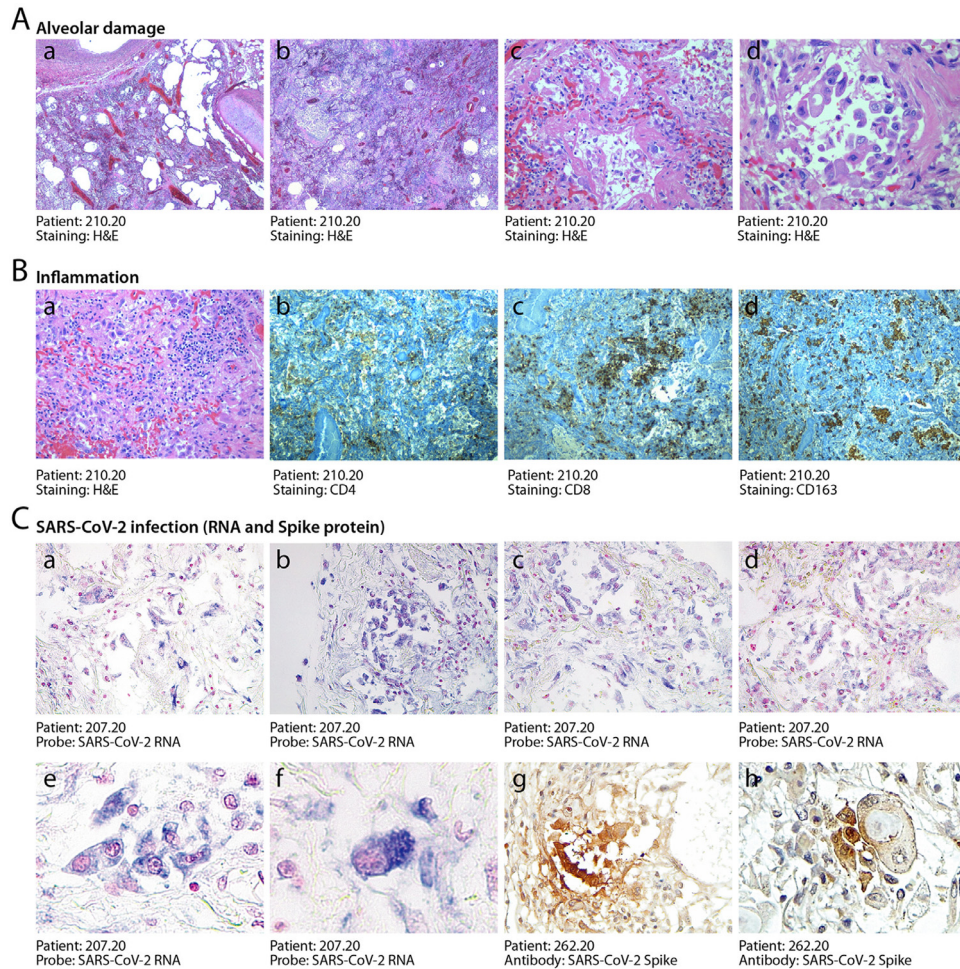 A Alveolar damage
a b c d
Patient: 210.20 Patient: 210.20 Patient: 210.20 Patient: 210.20
Staining: H&E Staining: H&E Staining: H&E Staining: H&E
B Inflammation
a b c d
Patient: 210.20 Patient: 210.20 Patient: 210.20 Patient: 210.20
Staining: H&E Staining: CD4 Staining: CD8 Staining: CD163
C SARS-CoV-2 infection (RNA and Spike protein)
a b c d
Patient: 207.20 Patient: 207.20 Patient: 207.20 Patient: 207.20
Probe: SARS-CoV-2 RNA Probe: SARS-CoV-2 RNA Probe: SARS-CoV-2 RNA Probe: SARS-CoV-2 RNA
e f g h
Patient: 207.20 Patient: 207.20 Patient: 262.20 Patient: 262.20
Probe: SARS-CoV-2 RNA Probe: SARS-CoV-2 RNA Antibody: SARS-CoV-2 Spike Antibody: SARS-CoV-2 Spike